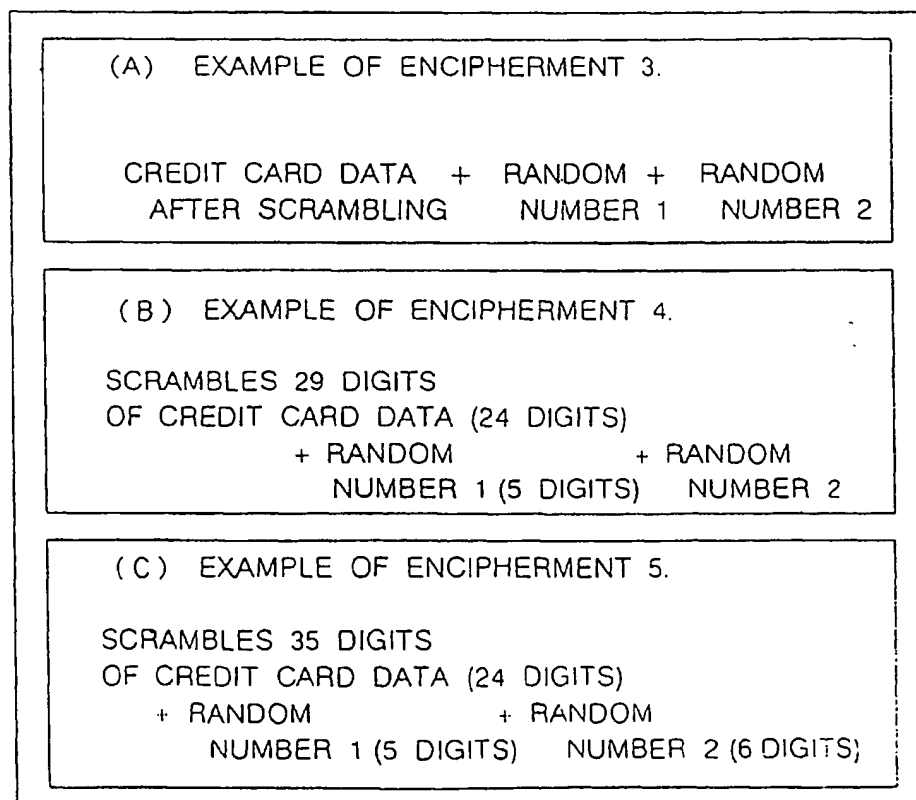 (A) EXAMPLE OF ENCIPHERMENT 3.
CREDIT CARD DATA + RANDOM + RANDOM
AFTER SCRAMBLING NUMBER 1 NUMBER 2
(B) EXAMPLE OF ENCIPHERMENT 4.
SCRAMBLES 29 DIGITS
OF CREDIT CARD DATA (24 DIGITS)
+ RANDOM + RANDOM
NUMBER 1 (5 DIGITS) NUMBER 2
(C) EXAMPLE OF ENCIPHERMENT 5.
SCRAMBLES 35 DIGITS
OF CREDIT CARD DATA (24 DIGITS)
+ RANDOM + RANDOM
NUMBER 1 (5 DIGITS) NUMBER 2 (6 DIGITS)